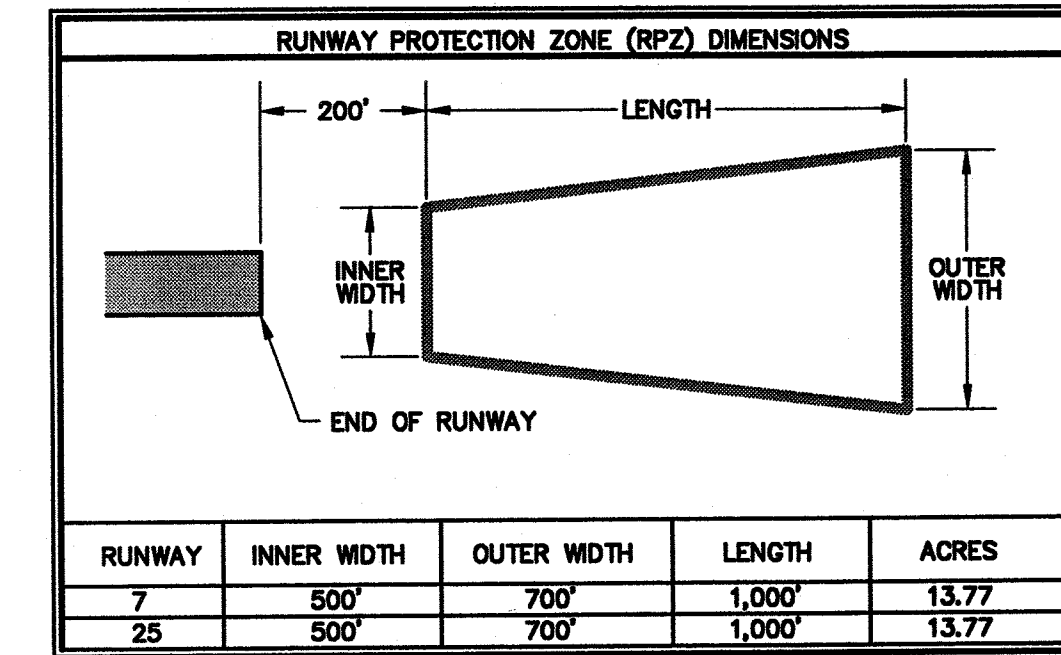 RUNWAY PROTECTION ZONE (RPZ) DIMENSIONS
200' LENGTH
INNER
WIDTH
OUTER
WIDTH
END OF RUNWAY
RUNWAY INNER WIDTH OUTER WIDTH LENGTH ACRES
7 500' 700' 1,000' 13.77
25 500' 700' 1,000' 13.77